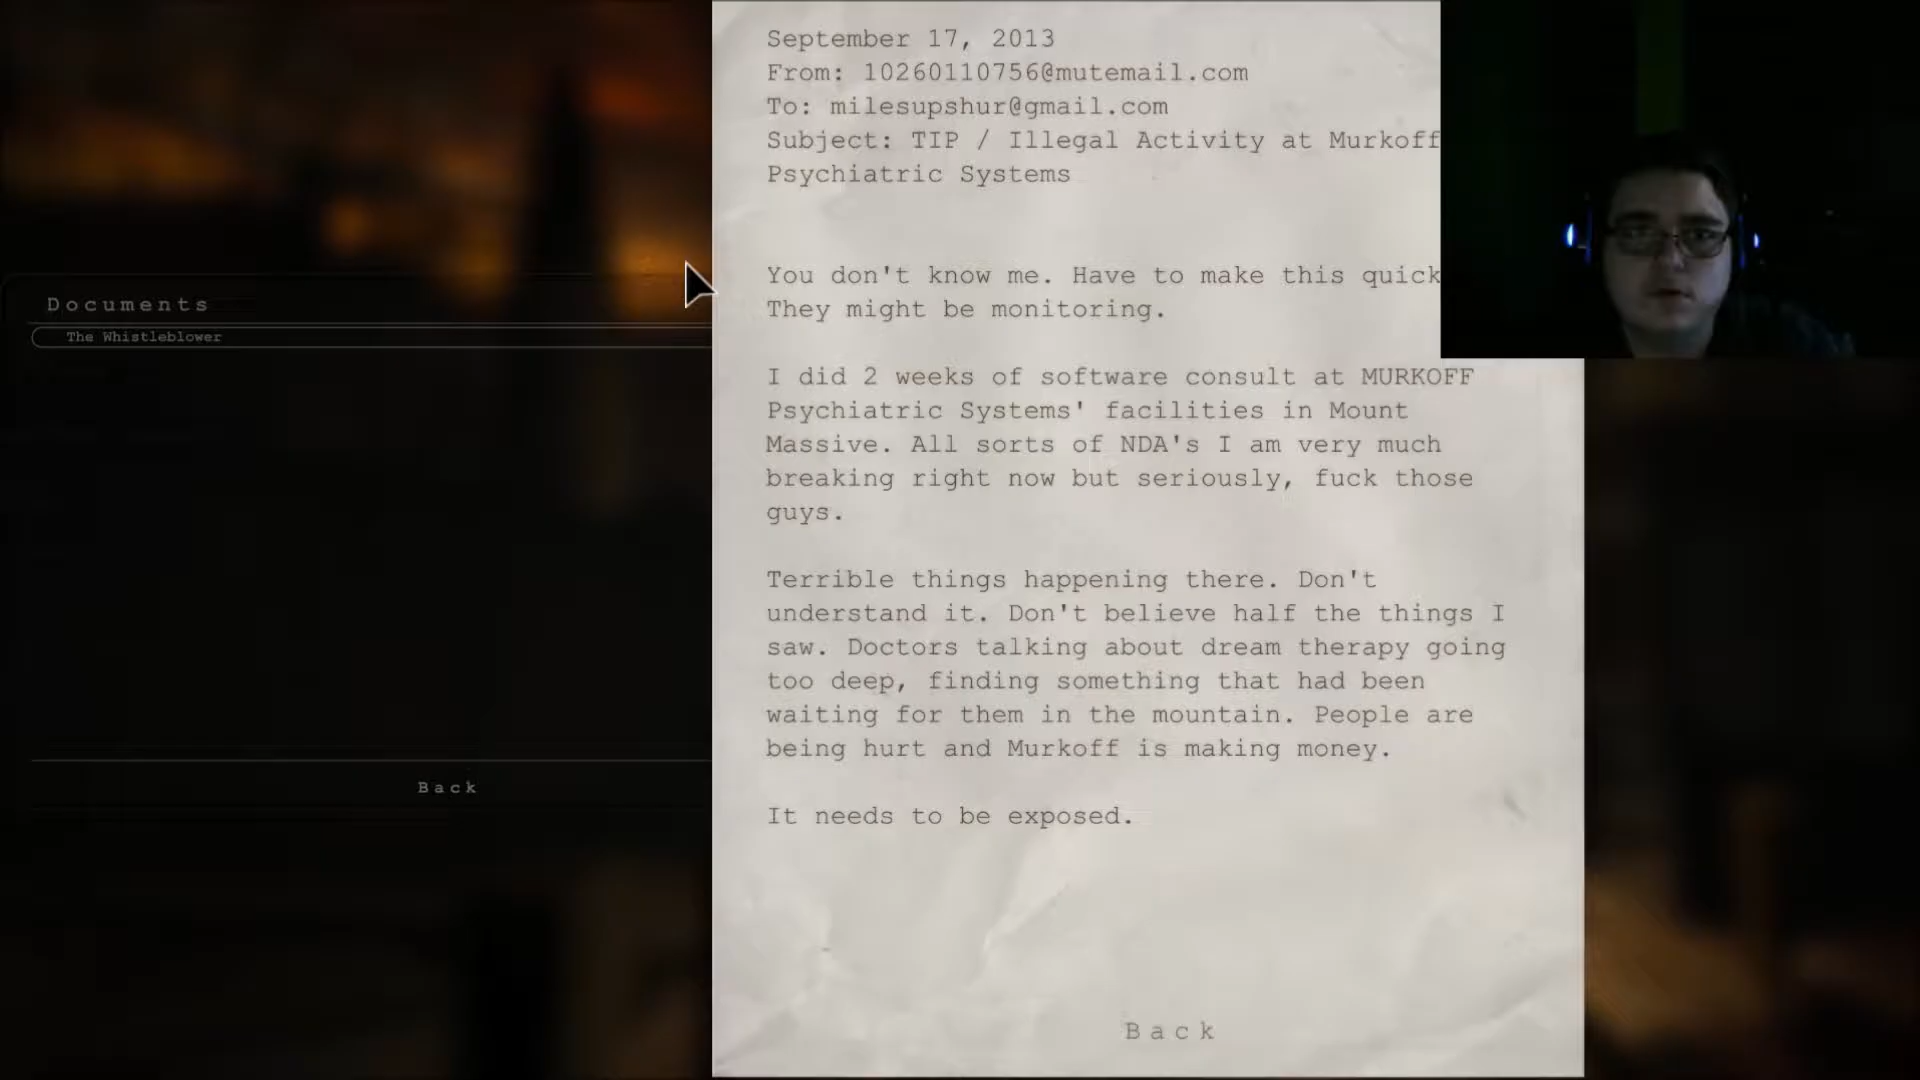 September 17, 2013
From: 10260110756@mutemail.com
To: milesupshur@gmail.com
Subject: TIP / Illegal Activity at Murkoff
Psychiatric Systems
You don't know me. Have to make this quick
They might be monitoring.
I did 2 weeks of software consult at MURKOFF
Psychiatric Systems' facilities in Mount
Massive. All sorts of NDA's I am very much
breaking right now but seriously, fuck those
guys.
Terrible things happening there. Don't
understand it. Don't believe half the things I
saw. Doctors talking about dream therapy going
too deep, finding something that had been
waiting for them in the mountain. People are
being hurt and Murkoff is making money.
It needs to be exposed.
Back
Documents
The Whistleblower
Back